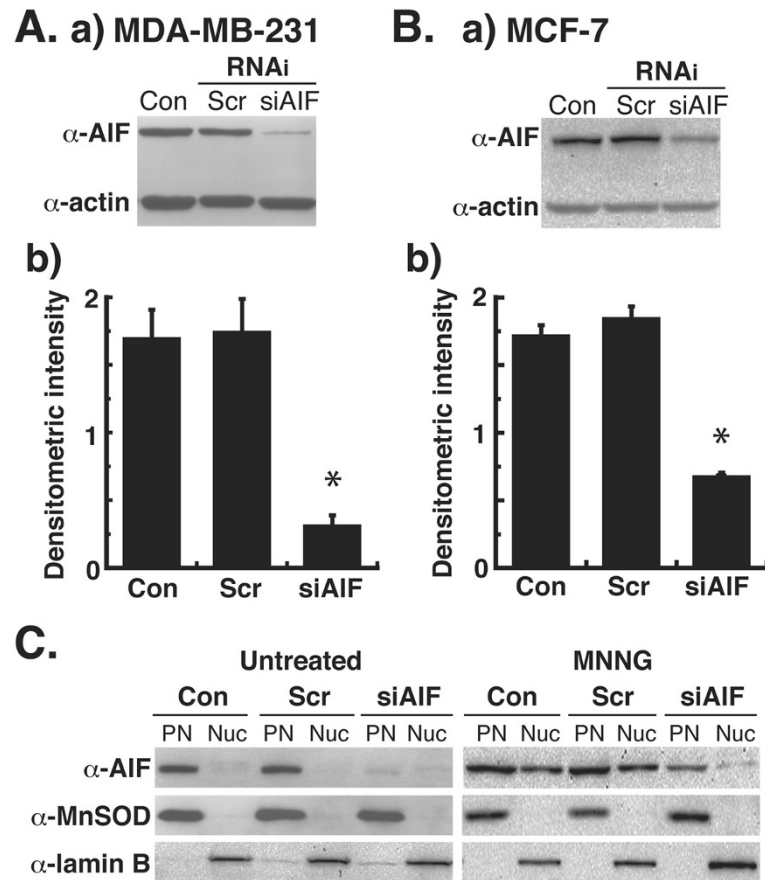 A. a) MDA-MB-231
RNAi
Con Scr siAIF
α-AIF
α-actin
b)
Densitometric intensity
2
1
0
*
Con Scr siAIF
B. a) MCF-7
RNAi
Con Scr siAIF
α-AIF
α-actin
b)
Densitometric intensity
2
1
0
*
Con Scr siAIF
C.
Untreated MNNG
Con Scr siAIF Con Scr siAIF
PN Nuc PN Nuc PN Nuc PN Nuc PN Nuc PN Nuc
α-AIF
α-MnSOD
α-lamin B